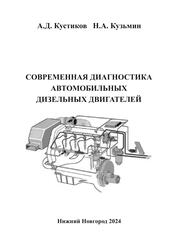 А.Д. Кустиков Н.А. Кузьмин
СОВРЕМЕННАЯ ДИАГНОСТИКА
АВТОМОБИЛЬНЫХ
ДИЗЕЛЬНЫХ ДВИГАТЕЛЕЙ
Нижний Новгород 2024